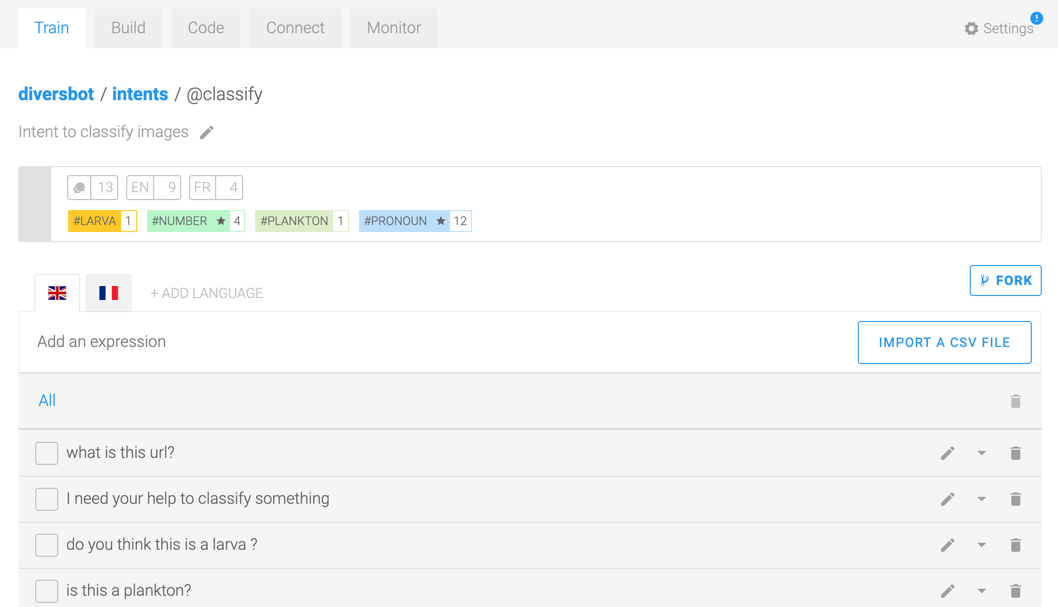 Train Build Code Connect Monitor Settings !
diversbot / intents / @classify
Intent to classify images
13 EN 9 FR 4
#LARVA 1 #NUMBER ★ 4 #PLANKTON 1 #PRONOUN ★ 12
+ ADD LANGUAGE FORK
Add an expression IMPORT A CSV FILE
All
what is this url?
I need your help to classify something
do you think this is a larva ?
is this a plankton?